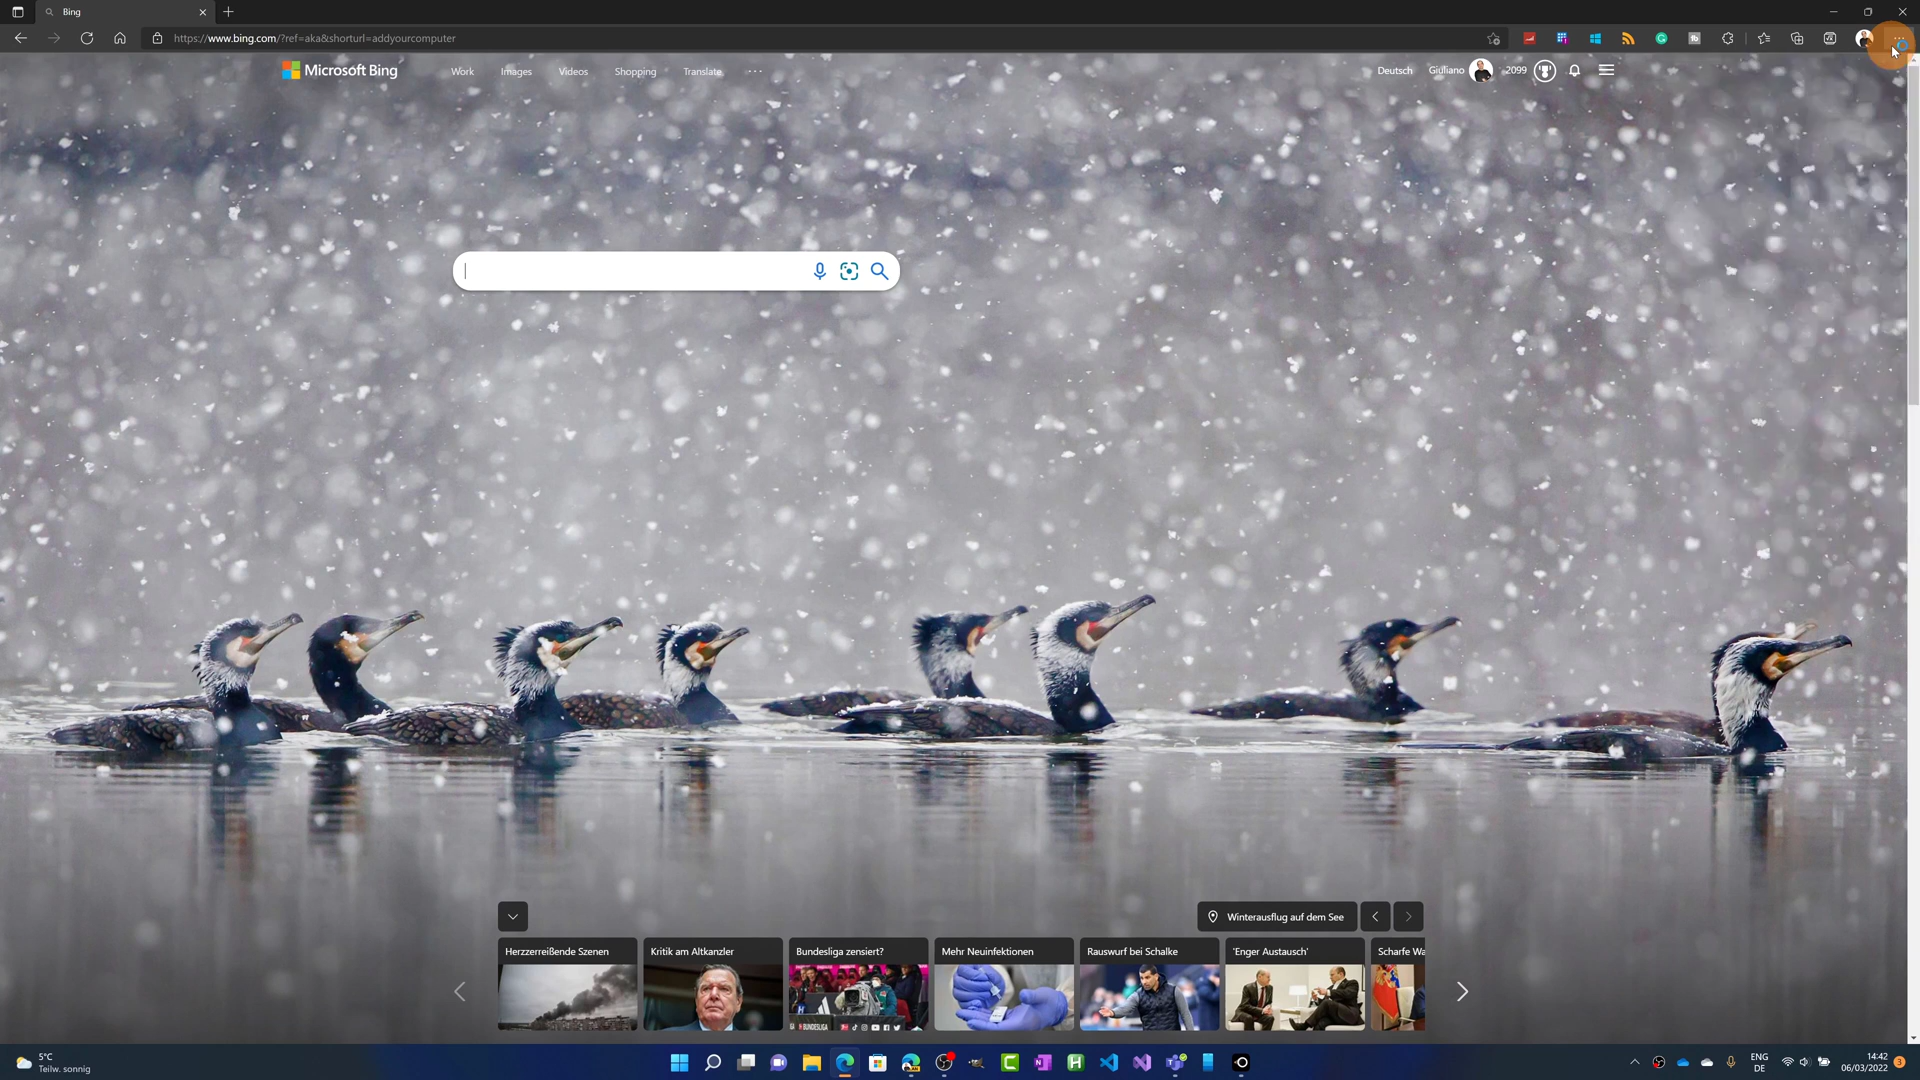 Bing
https://www.bing.com/?ref=aka&shorturl=addyourcomputer
Microsoft Bing
Work
Images
Videos
Shopping
Translate
Deutsch
Giuliano
2099
Winterausflug auf dem See
Herzzerreißende Szenen
Kritik am Altkanzler
Bundesliga zensiert?
Mehr Neuinfektionen
Rauswurf bei Schalke
'Enger Austausch'
Scharfe Wa
BUNDESLIGA
5°C
Teilw. sonnig
ENG
DE
14:42
06/03/2022
3